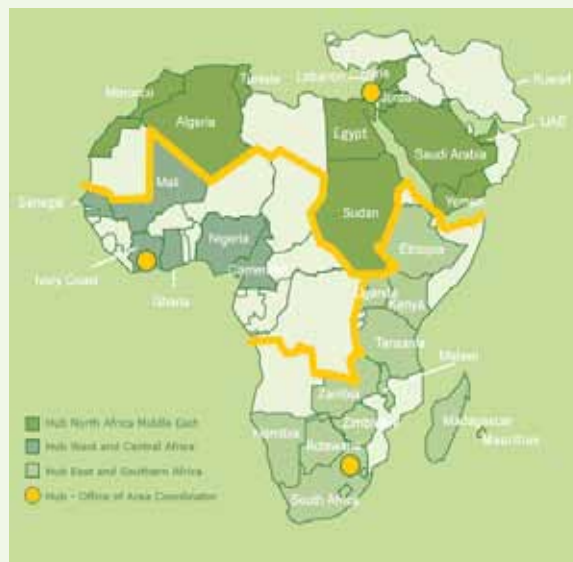 Tunisia
Lebanon
Syria
Morocco
Kuwait
Jordan
Algeria
Egypt
UAE
Saudi Arabia
Mali
Yemen
Senegal
Sudan
Nigeria
Ethiopia
Ivory Coast
Cameroon
Ghana
Uganda
Kenya
Tanzania
Malawi
Zambia
Madagascar
Namibia
Zimbabwe
Mauritius
Botswana
South Africa
Hub North Africa Middle East
Hub West and Central Africa
Hub East and Southern Africa
Hub - Office of Area Coordinator